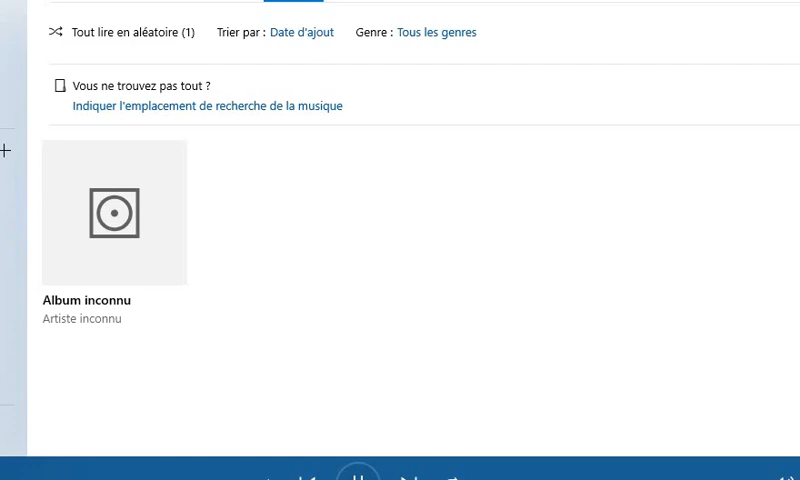 Tout lire en aléatoire (1) Trier par : Date d'ajout Genre : Tous les genres
Vous ne trouvez pas tout ?
Indiquer l'emplacement de recherche de la musique
Album inconnu
Artiste inconnu